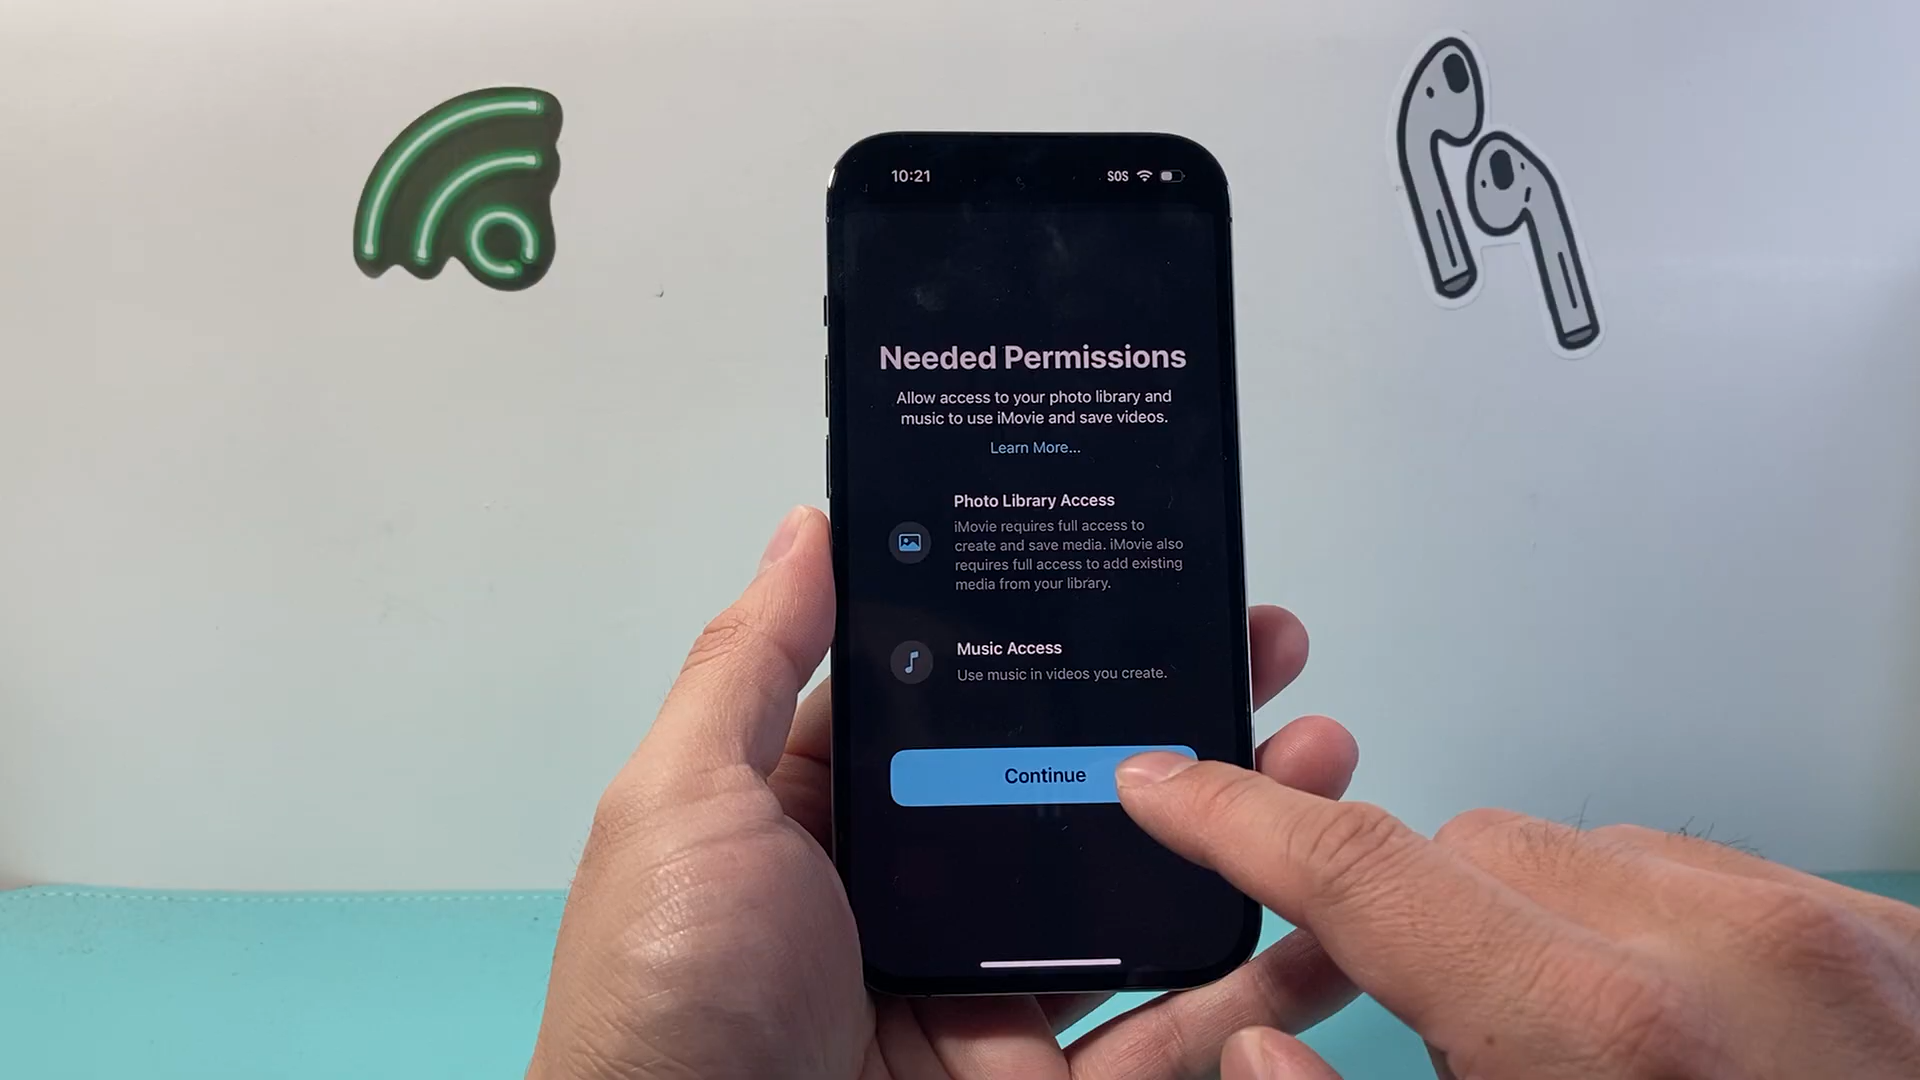 10:21
SOS
Needed Permissions
Allow access to your photo library and
music to use iMovie and save videos.
Learn More...
Photo Library Access
iMovie requires full access to
create and save media. iMovie also
requires full access to add existing
media from your library.
Music Access
Use music in videos you create.
Continue